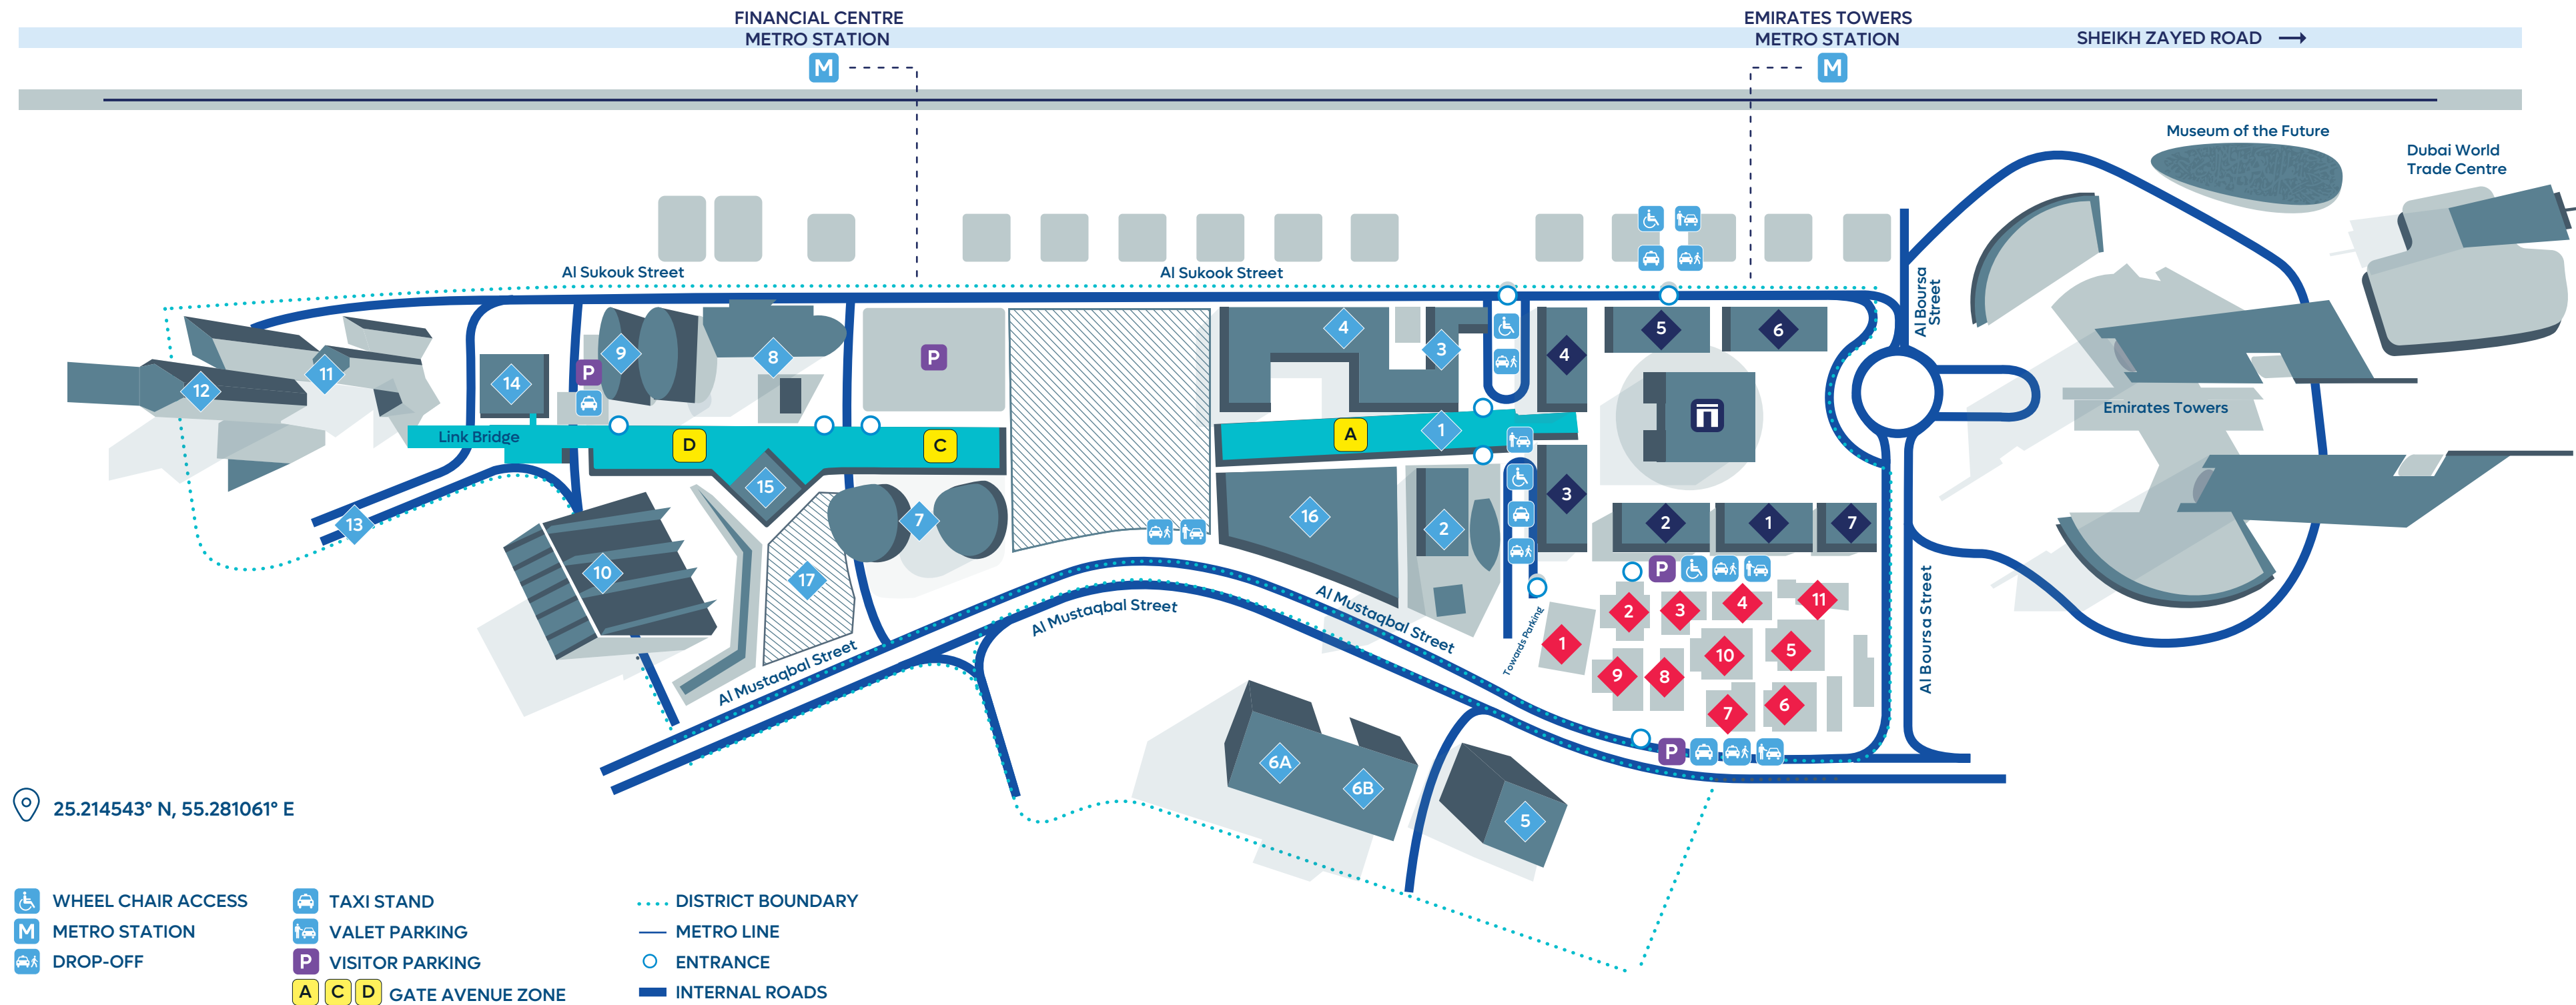 FINANCIAL CENTRE
METRO STATION
M
EMIRATES TOWERS
METRO STATION
M
SHEIKH ZAYED ROAD
Museum of the Future
Dubai World
Trade Centre
Al Sukouk Street
Al Sukook Street
Al Boursa
Street
12
11
14
P
9
8
P
4
3
4
5
6
Link Bridge
D
C
A
1
Emirates Towers
13
15
7
16
2
3
2
1
7
10
17
P
Al Mustaqbal Street
Al Mustaqbal Street
Al Mustaqbal Street
Towards Parking
1
2
3
4
11
10
5
9
8
7
6
Al Boursa Street
P
6A
6B
5
25.214543° N, 55.281061° E
WHEEL CHAIR ACCESS
M METRO STATION
DROP-OFF
TAXI STAND
VALET PARKING
P VISITOR PARKING
A C D GATE AVENUE ZONE
DISTRICT BOUNDARY
METRO LINE
ENTRANCE
INTERNAL ROADS